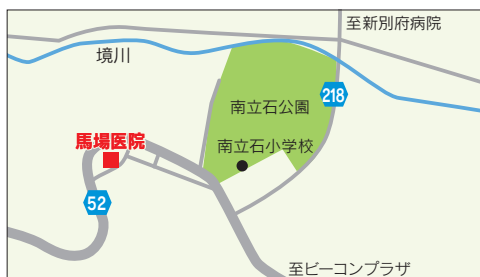 至新別府病院
境川
218
南立石公園
馬場医院
南立石小学校
52
至ビーコンプラザ